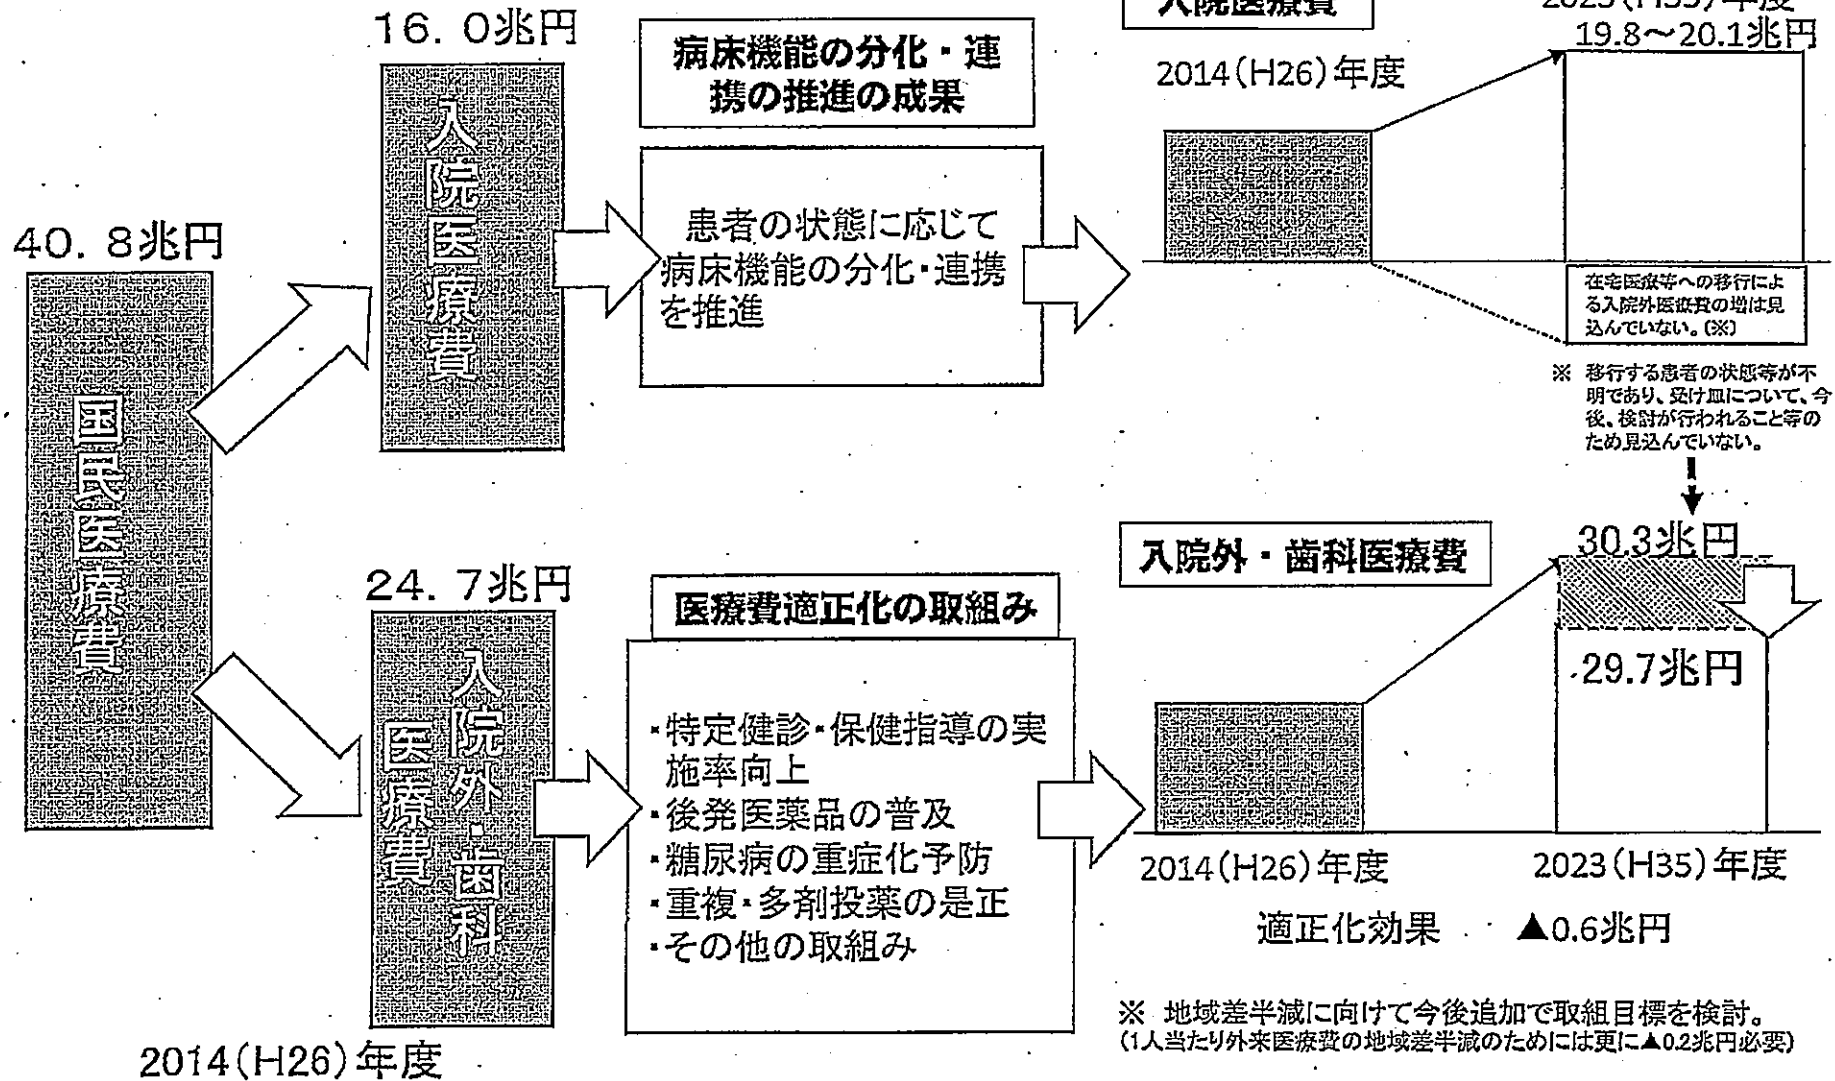 40. 8兆円
国民医療費
16. 0兆円
入院医療費
病床機能の分化・連
携の推進の成果
患者の状態に応じて
病床機能の分化・連携
を推進
入院医療費
2023(H35)年度
19.8～20.1兆円
2014(H26)年度
在宅医療等への移行によ
る入院外医療費の増は見
込んでいない。(※)
※ 移行する患者の状態等が不
明であり、受け皿について、今
後、検討が行われること等の
ため見込んでいない。
24. 7兆円
入院外・歯科
医療費
2014(H26)年度
医療費適正化の取組み
・特定健診・保健指導の実
施率向上
・後発医薬品の普及
・糖尿病の重症化予防
・重複・多剤投薬の是正
・その他の取組み
入院外・歯科医療費
30.3兆円
29.7兆円
2014(H26)年度
2023(H35)年度
適正化効果 ▲0.6兆円
※ 地域差半減に向けて今後追加で取組目標を検討。
(1人当たり外来医療費の地域差半減のためには更に▲0.2兆円必要)